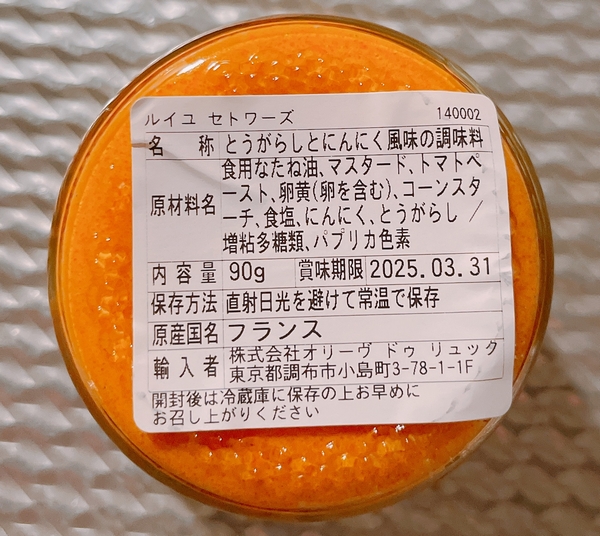 ルイユ セトワーズ 140002
名称 とうがらしとにんにく風味の調味料
原材料名 食用なたね油、マスタード、トマトペ
ースト、卵黄(卵を含む)、コーンスタ
ーチ、食塩、にんにく、とうがらし /
増粘多糖類、パプリカ色素
内容量 90g 賞味期限 2025.03.31
保存方法 直射日光を避けて常温で保存
原産国名 フランス
輸入者 株式会社オリーヴ ドゥ リュック
東京都調布市小島町3-78-1-1F
開封後は冷蔵庫に保存の上お早めに
お召し上がりください